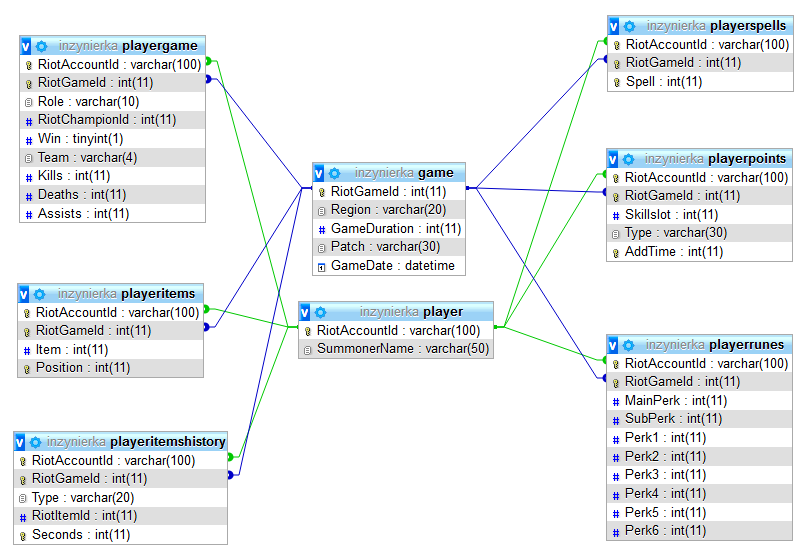 inzynierka playergame
RiotAccountId : varchar(100)
RiotGameId : int(11)
Role : varchar(10)
RiotChampionId : int(11)
Win : tinyint(1)
Team : varchar(4)
Kills : int(11)
Deaths : int(11)
Assists : int(11)
inzynierka playeritems
RiotAccountId : varchar(100)
RiotGameId : int(11)
Item : int(11)
Position : int(11)
inzynierka playeritemshistory
RiotAccountId : varchar(100)
RiotGameId : int(11)
Type : varchar(20)
RiotItemId : int(11)
Seconds : int(11)
inzynierka game
RiotGameId : int(11)
Region : varchar(20)
GameDuration : int(11)
Patch : varchar(30)
GameDate : datetime
inzynierka player
RiotAccountId : varchar(100)
SummonerName : varchar(50)
inzynierka playerspells
RiotAccountId : varchar(100)
RiotGameId : int(11)
Spell : int(11)
inzynierka playerpoints
RiotAccountId : varchar(100)
RiotGameId : int(11)
Skillslot : int(11)
Type : varchar(30)
AddTime : int(11)
inzynierka playerrunes
RiotAccountId : varchar(100)
RiotGameId : int(11)
MainPerk : int(11)
SubPerk : int(11)
Perk1 : int(11)
Perk2 : int(11)
Perk3 : int(11)
Perk4 : int(11)
Perk5 : int(11)
Perk6 : int(11)